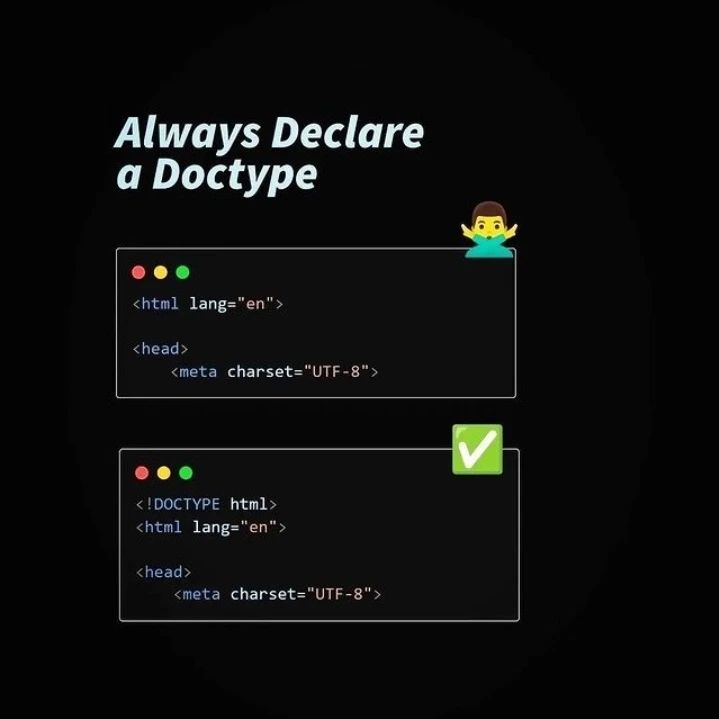 Always Declare
a Doctype
<html lang="en">
<head>
<meta charset="UTF-8">
<!DOCTYPE html>
<html lang="en">
<head>
<meta charset="UTF-8">